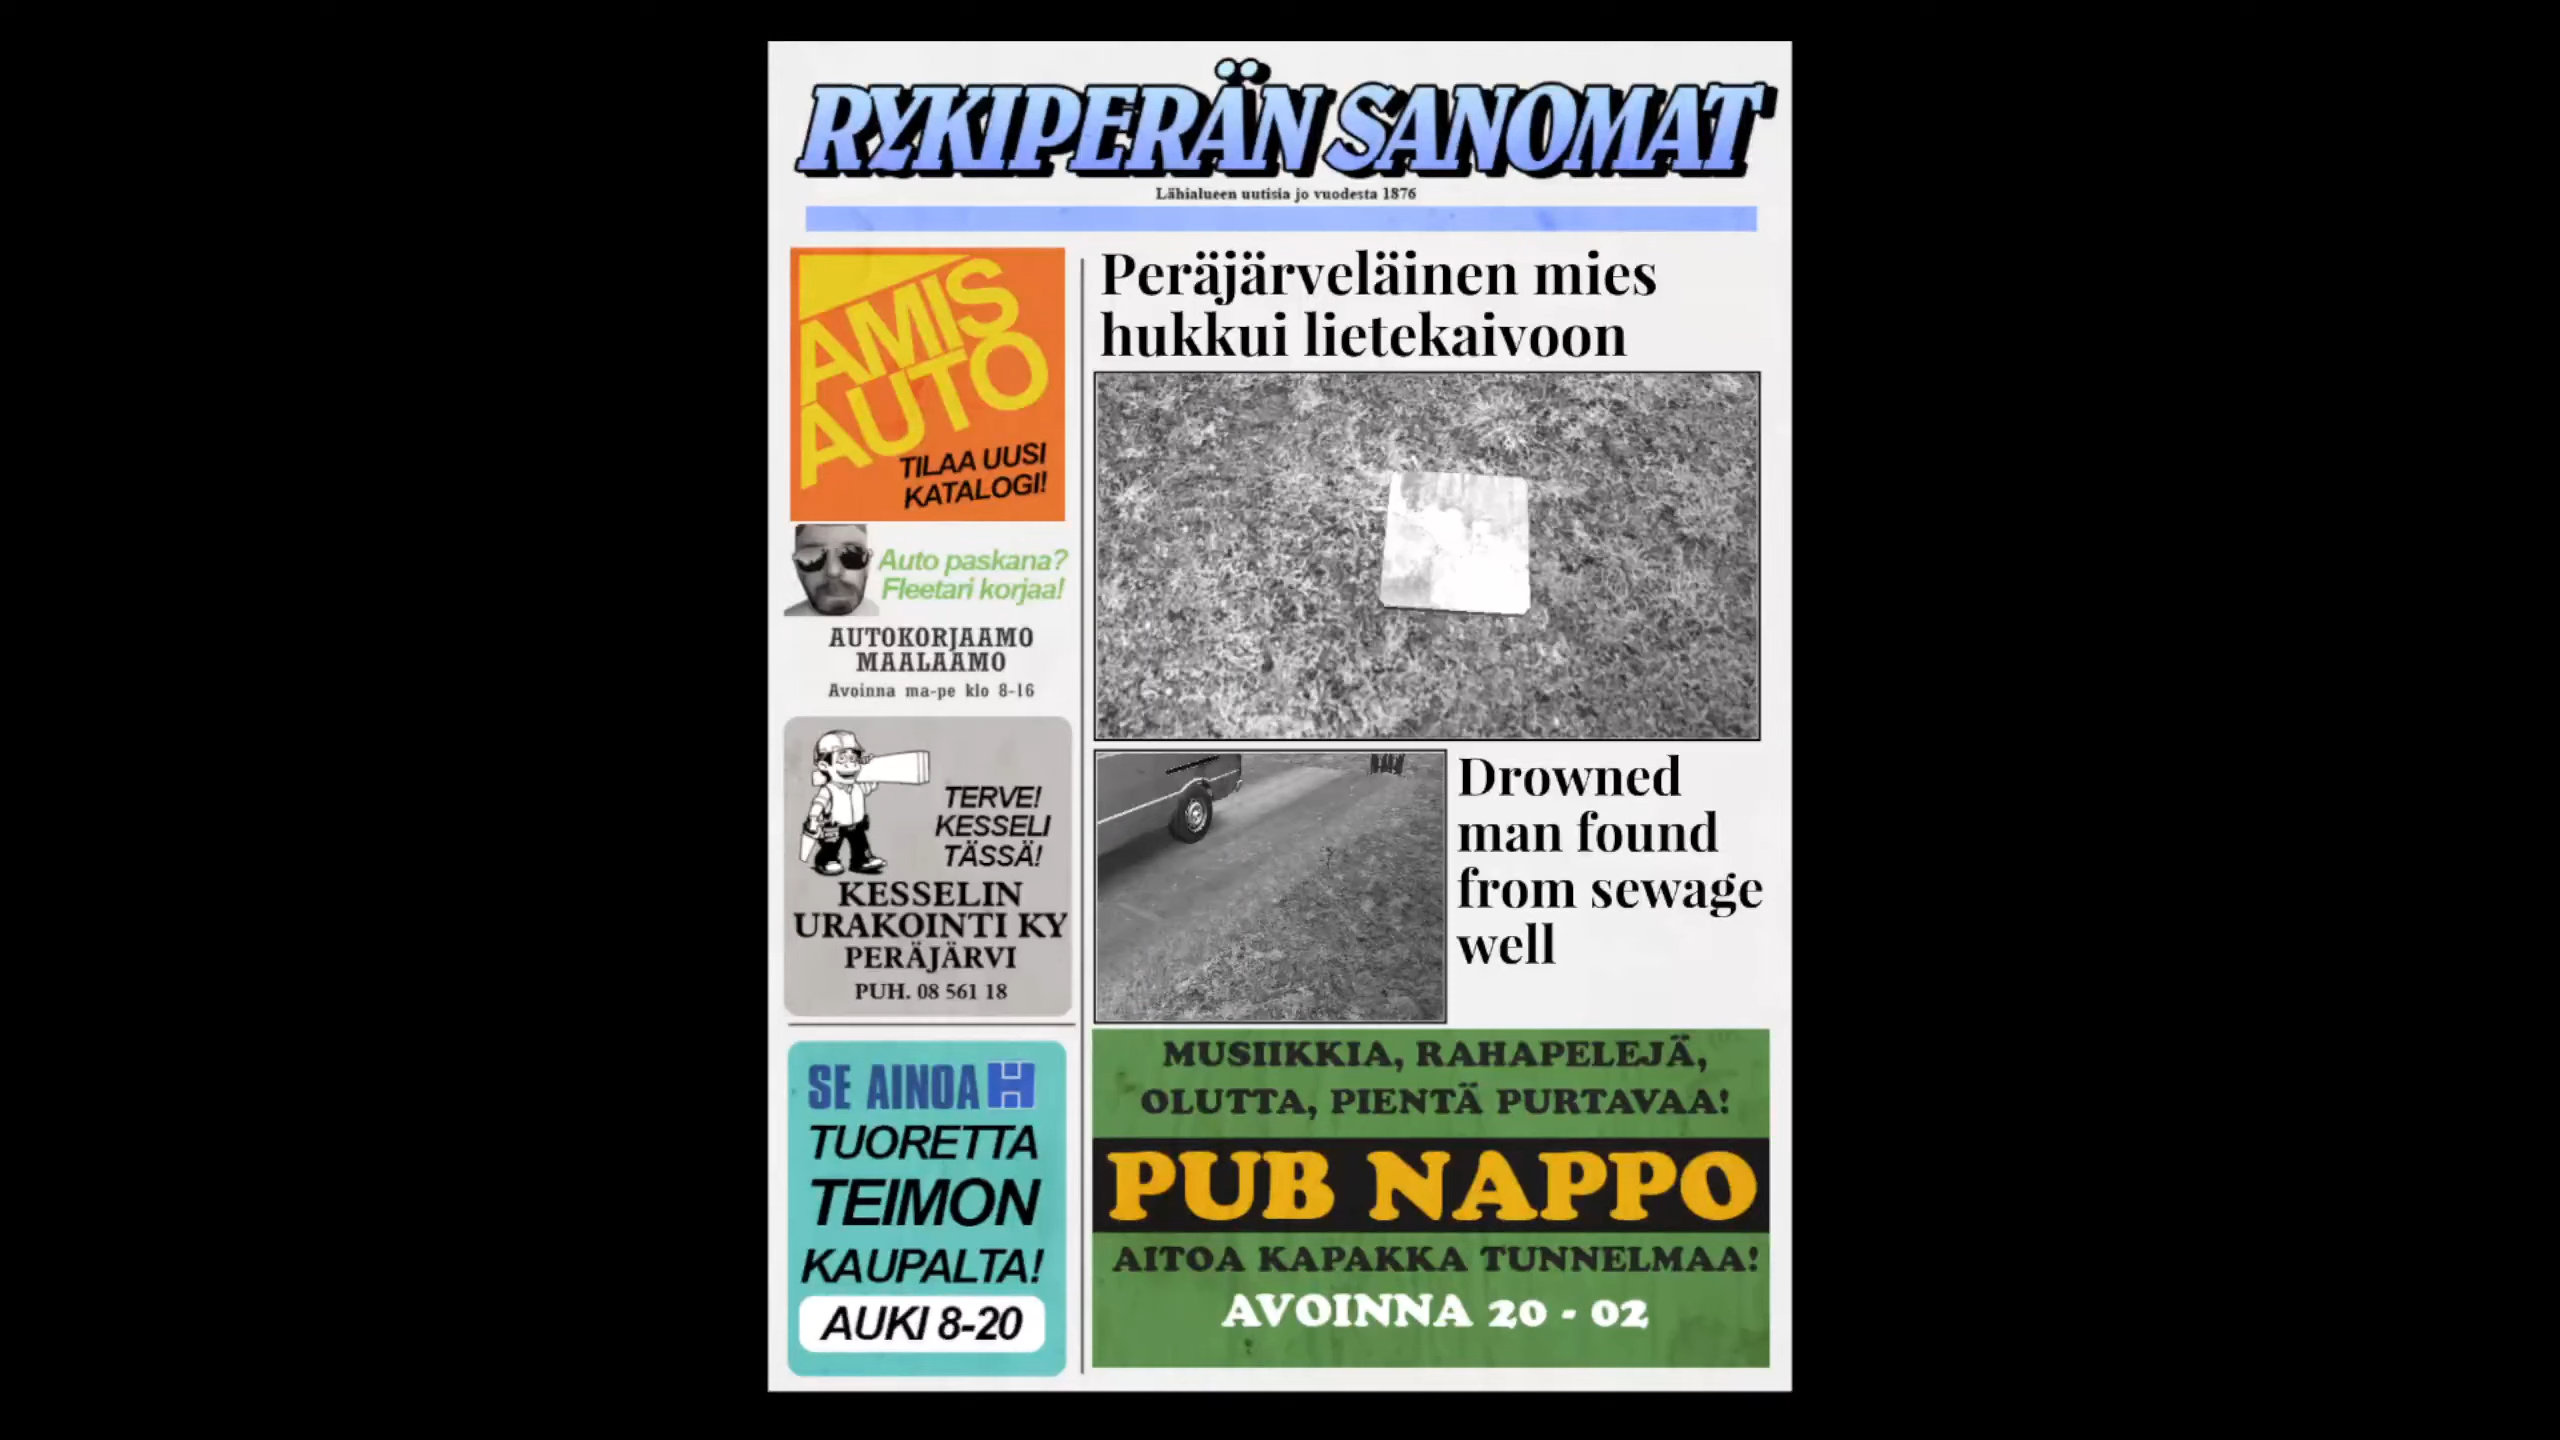 RYKIPERÄN SANOMAT
Lähialueen uutisia jo vuodesta 1876
AMIS
AUTO
TILAA UUSI
KATALOGI!
Auto paskana?
Fleetari korjaa!
AUTOKORJAAMO
MAALAAMO
Avoinna ma-pe klo 8-16
TERVE!
KESSELI
TÄSSÄ!
KESSELIN
URAKOINTI KY
PERÄJÄRVI
PUH. 08 561 18
SE AINOA H
TUORETTA
TEIMON
KAUPALTA!
AUKI 8-20
Peräjärveläinen mies
hukkui lietekaivoon
Drowned
man found
from sewage
well
MUSIIKKIA, RAHAPELEJÄ,
OLUTTA, PIENTÄ PURTAVAA!
PUB NAPPO
AITOA KAPAKKA TUNNELMAA!
AVOINNA 20 - 02